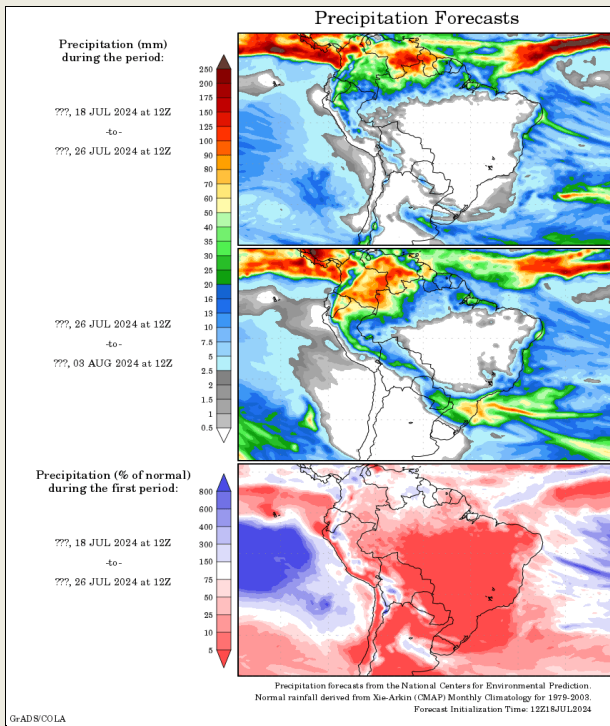 Precipitation Forecasts
Precipitation (mm)
during the period:
???, 18 JUL 2024 at 12Z
-to-
???, 26 JUL 2024 at 12Z
250
200
175
150
125
100
90
80
70
60
50
40
35
30
25
20
16
13
10
7.5
5
2.5
2
1.5
1
0.5
???, 26 JUL 2024 at 12Z
-to-
???, 03 AUG 2024 at 12Z
Precipitation (% of normal)
during the first period:
???, 18 JUL 2024 at 12Z
-to-
???, 26 JUL 2024 at 12Z
800
600
400
300
150
75
50
25
10
5
Precipitation forecasts from the National Centers for Environmental Prediction.
Normal rainfall derived from Xie-Arkin (CMAP) Monthly Climatology for 1979-2003.
Forecast Initialization Time: 12Z18JUL2024
GrADS/COLA